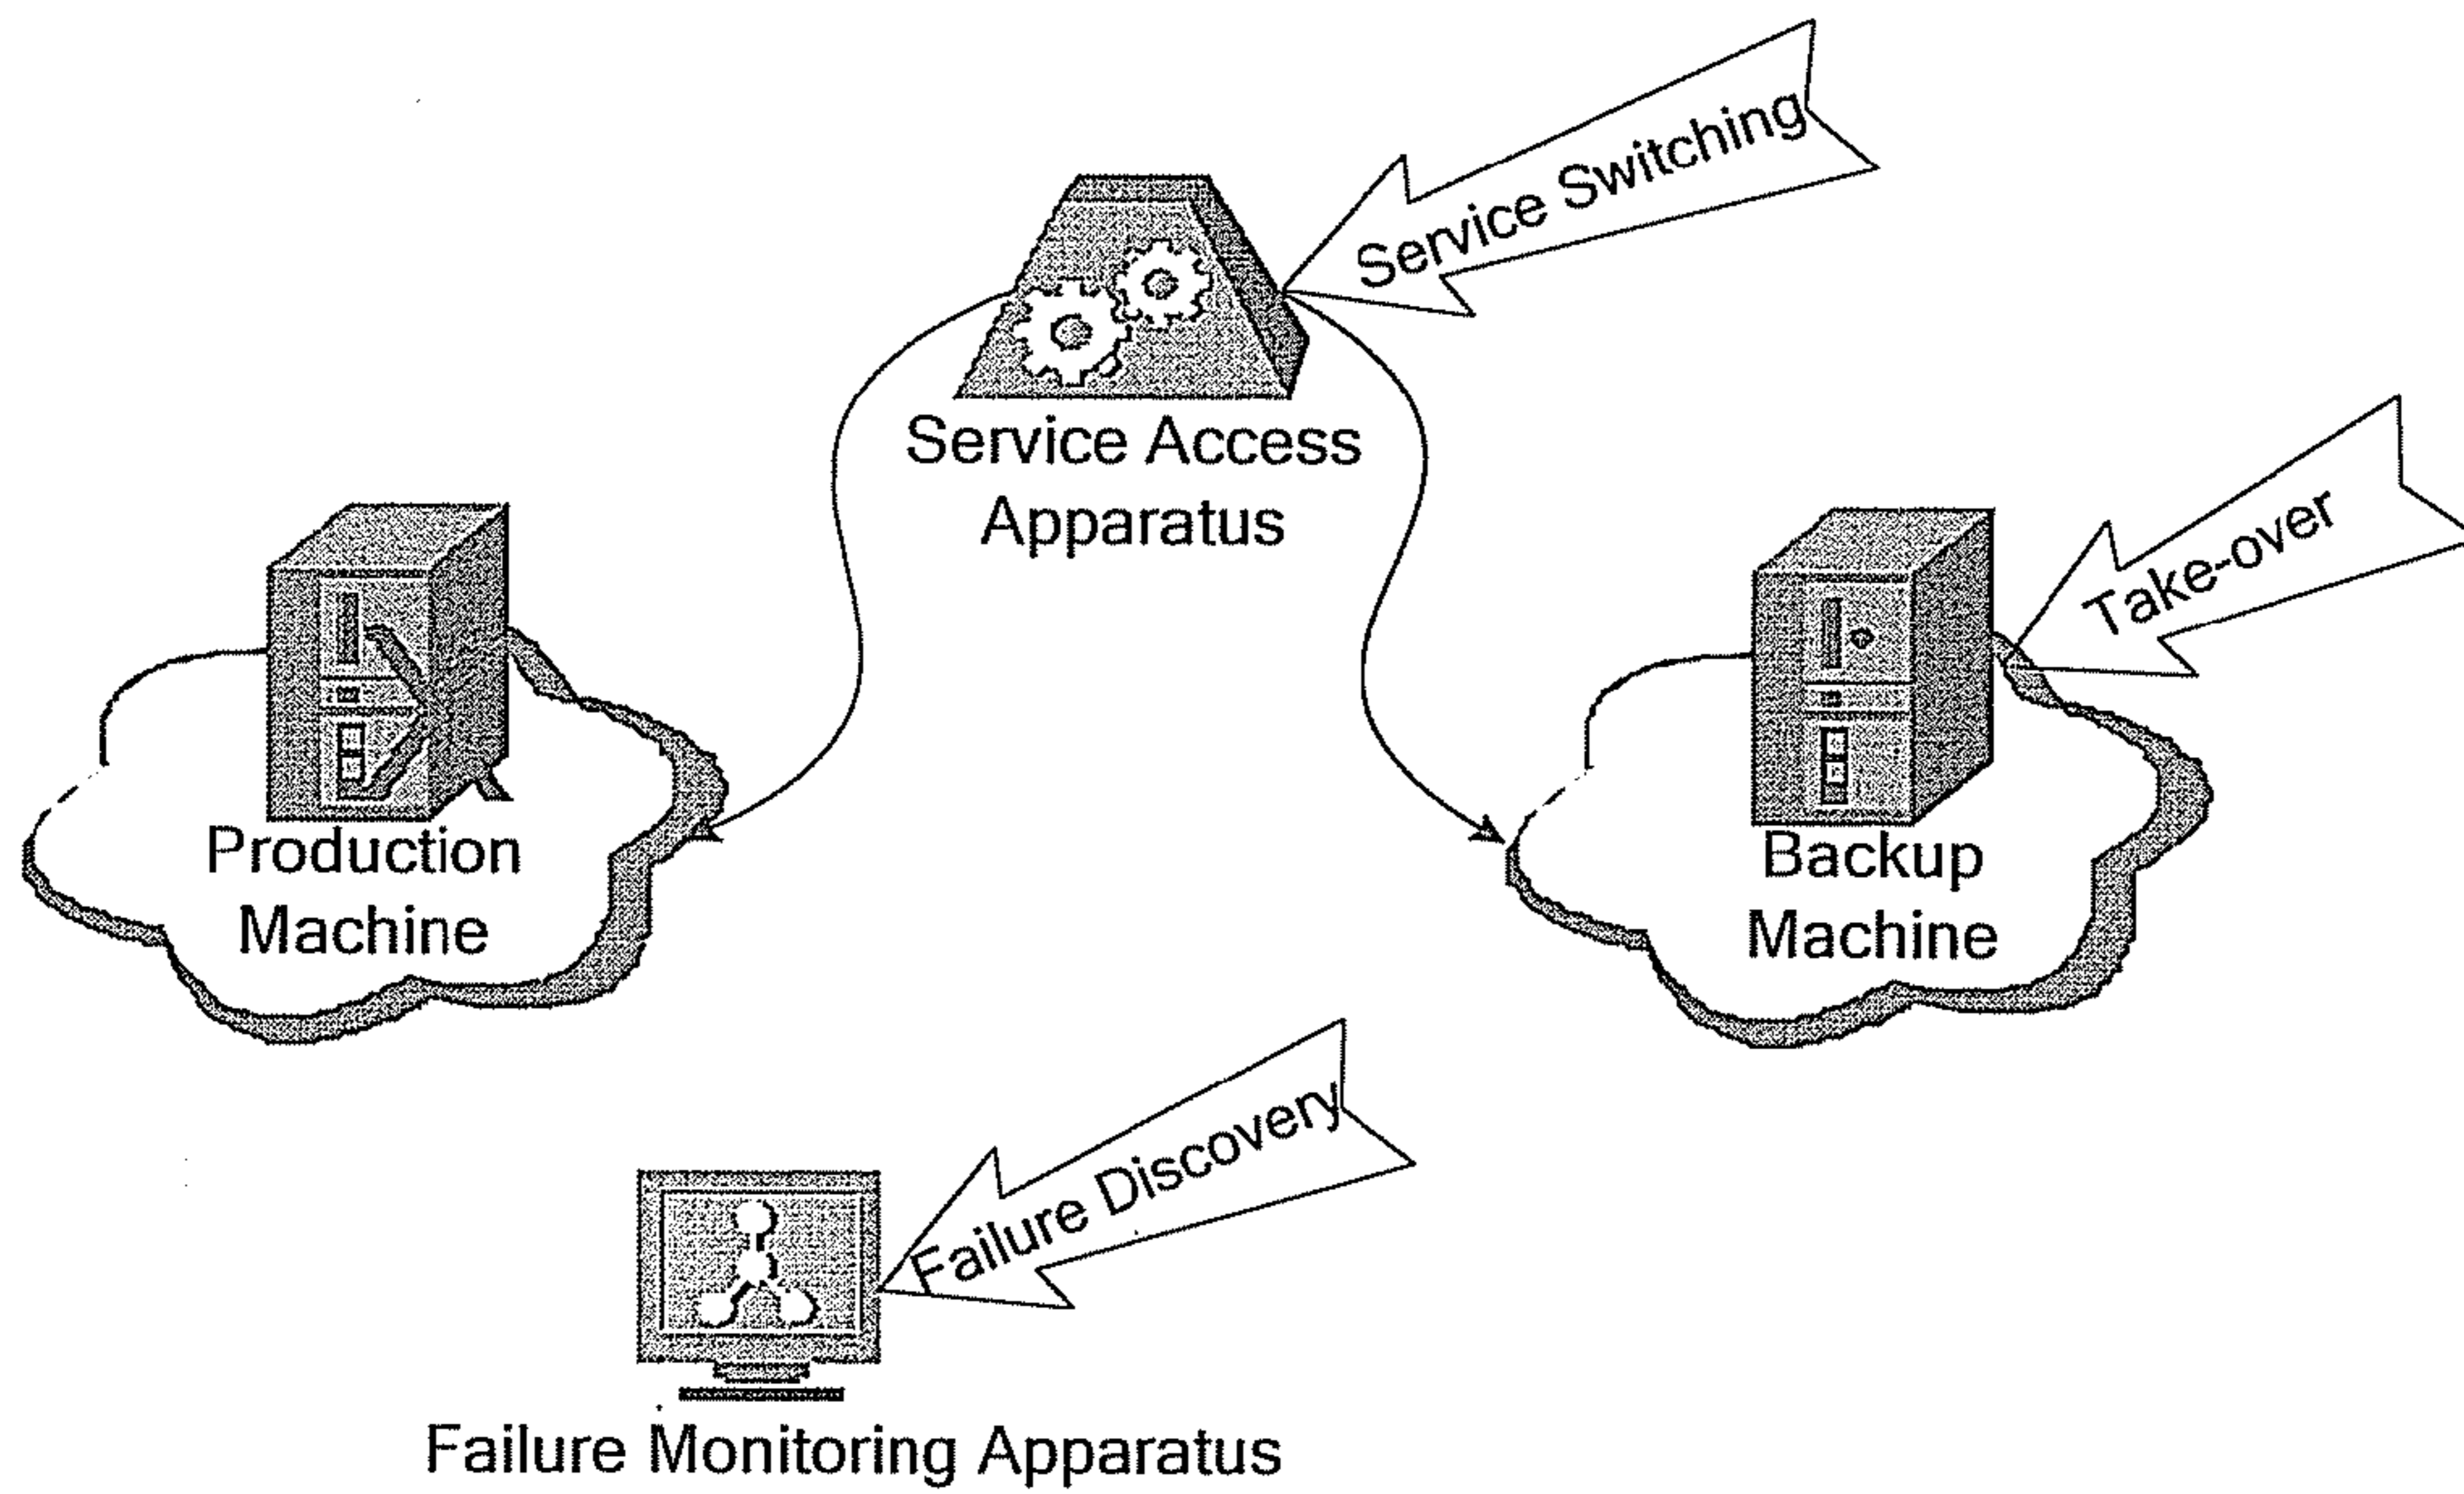 Service Switching
Service Access
Apparatus
Take-over
Production
Machine
Backup
Machine
Failure Discovery
Failure Monitoring Apparatus